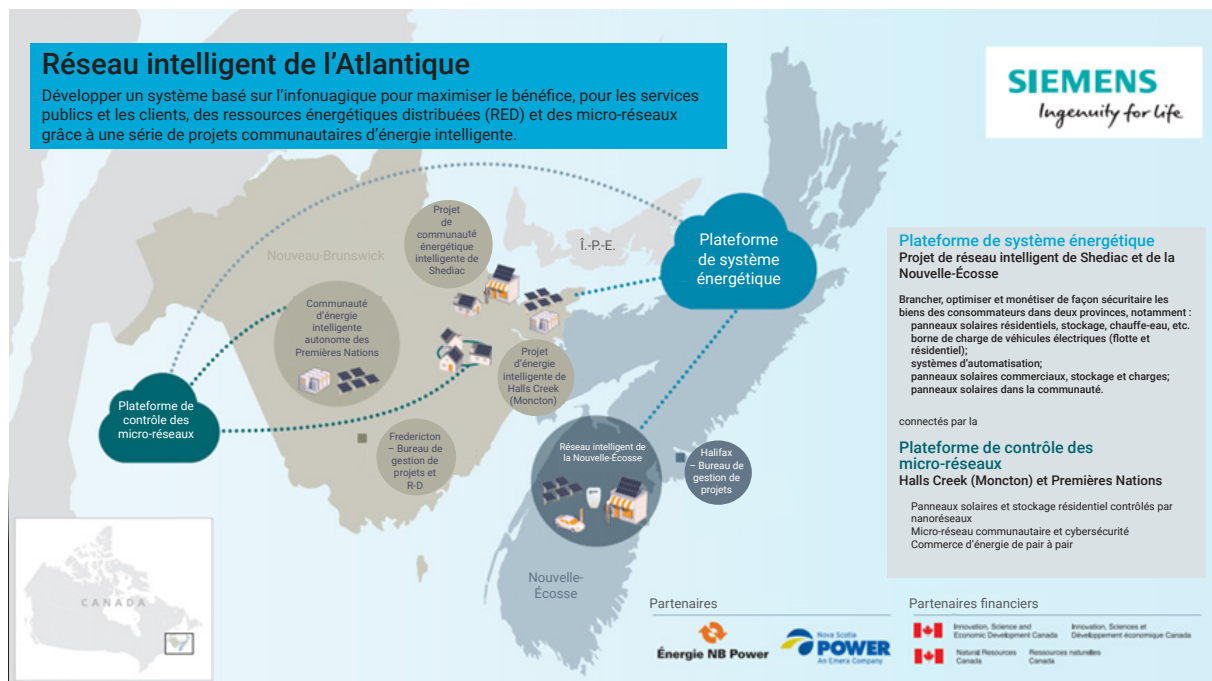 Réseau intelligent de l'Atlantique
Développer un système basé sur l'infonuagique pour maximiser le bénéfice, pour les services
publics et les clients, des ressources énergétiques distribuées (RED) et des micro-réseaux
grâce à une série de projets communautaires d'énergie intelligente.
SIEMENS
Ingenuity for life
Nouveau-Brunswick
Projet
de
communauté
énergétique
intelligente de
Shediac
Î.-P.-E.
Plateforme
de système
énergétique
Communauté
d'énergie
intelligente
autonome des
Premières Nations
Projet
d'énergie
intelligente de
Halls Creek
(Moncton)
Plateforme de
contrôle des
micro-réseaux
Fredericton
– Bureau de
gestion de
projets et
R-D
Réseau intelligent de
la Nouvelle-Écosse
Halifax
– Bureau de
gestion de
projets
Nouvelle-
Écosse
CANADA
Plateforme de système énergétique
Projet de réseau intelligent de Shediac et de la
Nouvelle-Écosse
Brancher, optimiser et monétiser de façon sécuritaire les
biens des consommateurs dans deux provinces, notamment :
panneaux solaires résidentiels, stockage, chauffe-eau, etc.
borne de charge de véhicules électriques (flotte et
résidentiel);
systèmes d'automatisation;
panneaux solaires commerciaux, stockage et charges;
panneaux solaires dans la communauté.
connectés par la
Plateforme de contrôle des
micro-réseaux
Halls Creek (Moncton) et Premières Nations
Panneaux solaires et stockage résidentiel contrôlés par
nanoréseaux
Micro-réseau communautaire et cybersécurité
Commerce d'énergie de pair à pair
Partenaires
Énergie NB Power
Nova Scotia
POWER
An Emera Company
Partenaires financiers
Innovation, Science and
Economic Development Canada
Innovation, Sciences et
Développement économique Canada
Natural Resources
Canada
Ressources naturelles
Canada